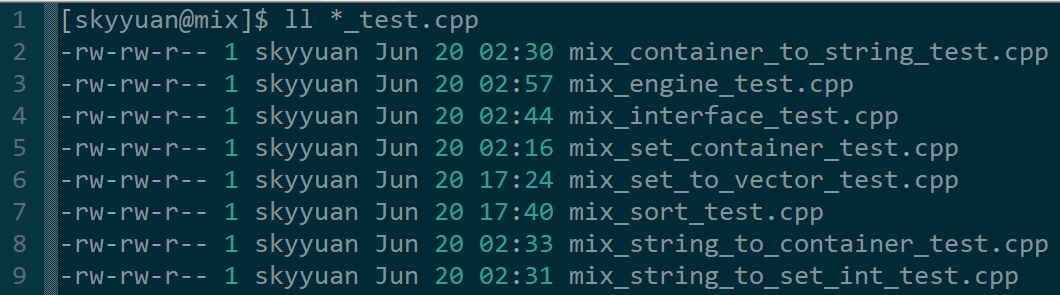 1 [skyyuan@mix]$ ll *_test.cpp
2 -rw-rw-r-- 1 skyyuan Jun 20 02:30 mix_container_to_string_test.cpp
3 -rw-rw-r-- 1 skyyuan Jun 20 02:57 mix_engine_test.cpp
4 -rw-rw-r-- 1 skyyuan Jun 20 02:44 mix_interface_test.cpp
5 -rw-rw-r-- 1 skyyuan Jun 20 02:16 mix_set_container_test.cpp
6 -rw-rw-r-- 1 skyyuan Jun 20 17:24 mix_set_to_vector_test.cpp
7 -rw-rw-r-- 1 skyyuan Jun 20 17:40 mix_sort_test.cpp
8 -rw-rw-r-- 1 skyyuan Jun 20 02:33 mix_string_to_container_test.cpp
9 -rw-rw-r-- 1 skyyuan Jun 20 02:31 mix_string_to_set_int_test.cpp